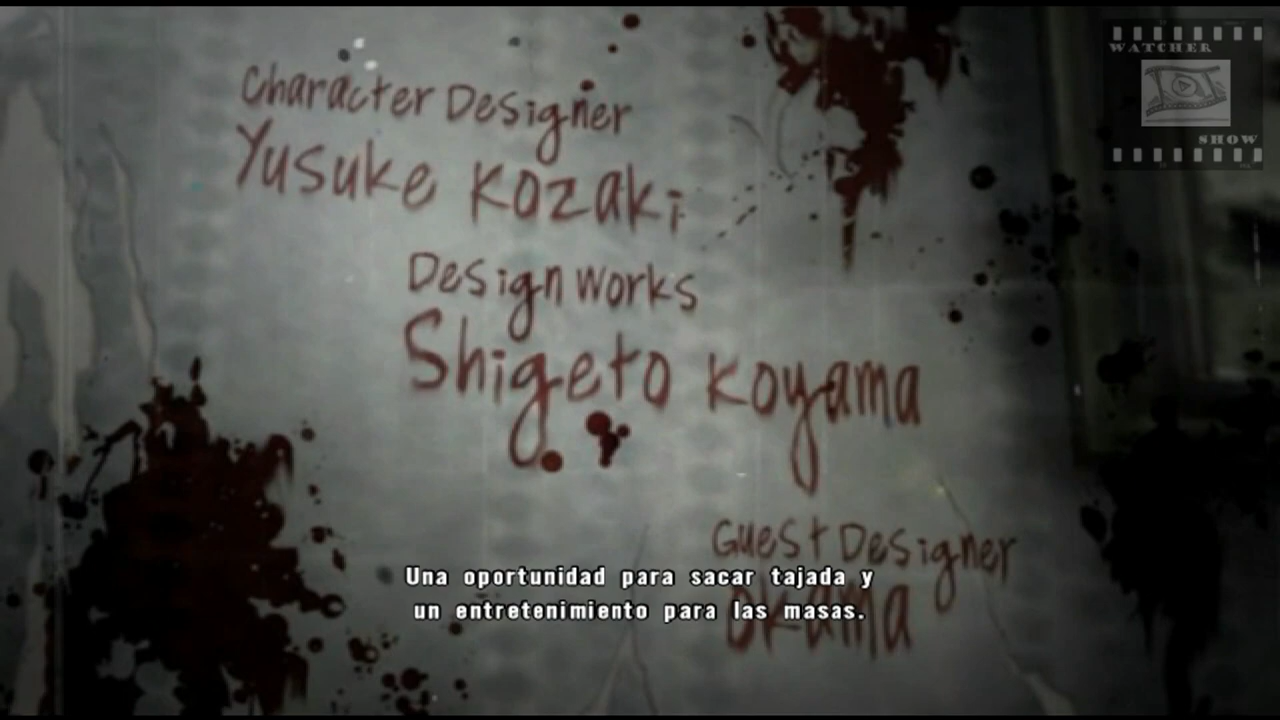 WATCHER
SHOW
Character Designer
Yusuke Kozaki
Design Works
Shigeto Koyama
Guest Designer
okama
Una oportunidad para sacar tajada y
un entretenimiento para las masas.